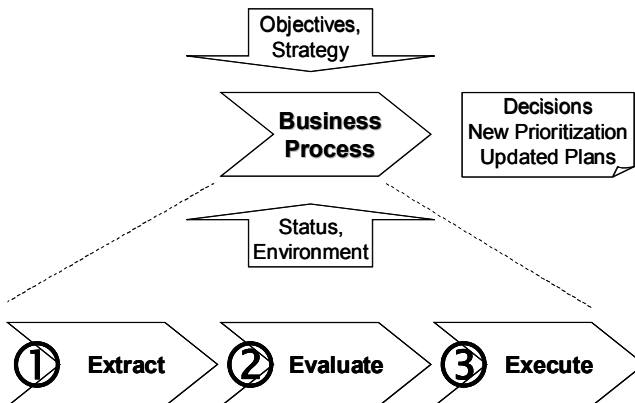 Objectives,
Strategy
Business
Process
Decisions
New Prioritization
Updated Plans
Status,
Environment
1 Extract
2 Evaluate
3 Execute